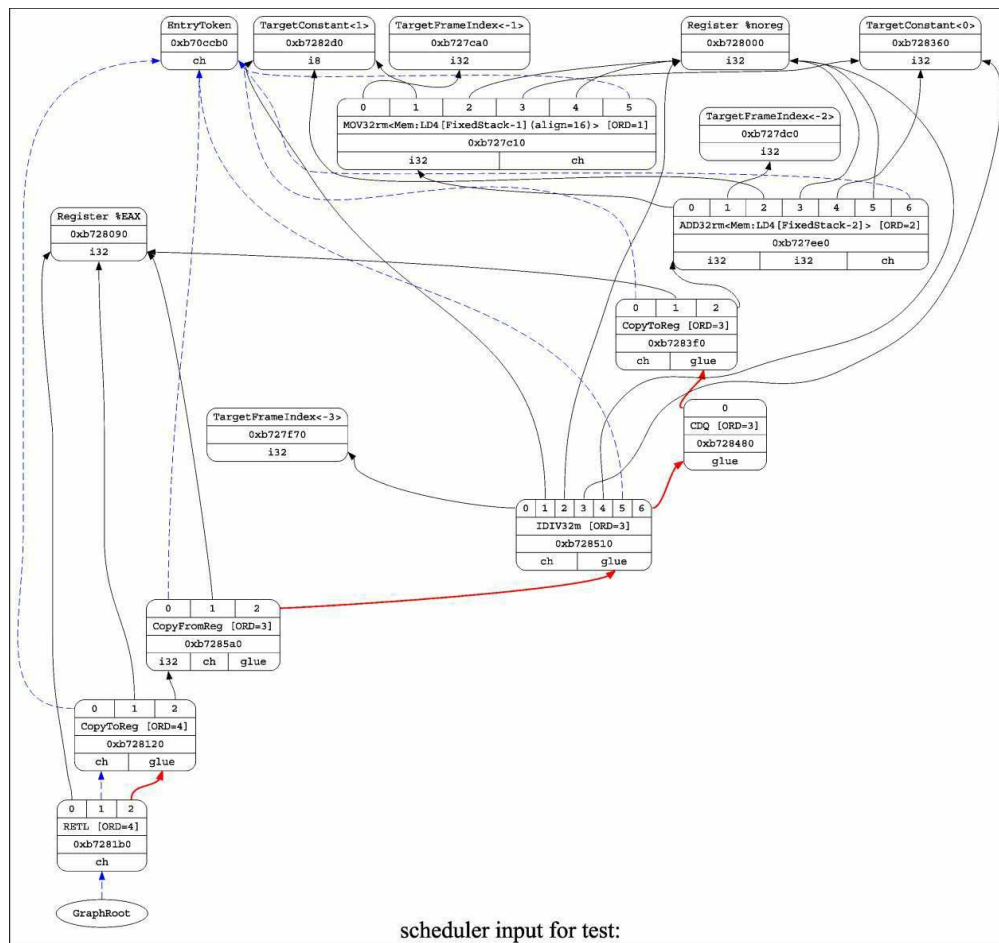 EntryToken
0xb70ccb0
ch
TargetConstant<1>
0xb7282d0
i8
TargetFrameIndex<-1>
0xb727ca0
i32
Register %noreg
0xb728000
i32
TargetConstant<0>
0xb728360
i32
0 1 2 3 4 5
MOV32rm<Mem:LD4[FixedStack-1](align=16)> [ORD=1]
0xb727c10
i32 ch
TargetFrameIndex<-2>
0xb727dc0
i32
0 1 2 3 4 5 6
ADD32rm<Mem:LD4[FixedStack-2]> [ORD=2]
0xb727ee0
i32 i32 ch
Register %EAX
0xb728090
i32
0 1 2
CopyToReg [ORD=3]
0xb7283f0
ch glue
0
CDQ [ORD=3]
0xb728480
glue
TargetFrameIndex<-3>
0xb727f70
i32
0 1 2 3 4 5 6
IDIV32m [ORD=3]
0xb728510
ch glue
0 1 2
CopyFromReg [ORD=3]
0xb7285a0
i32 ch glue
0 1 2
CopyToReg [ORD=4]
0xb728120
ch glue
0 1 2
RETL [ORD=4]
0xb7281b0
ch
GraphRoot
scheduler input for test: